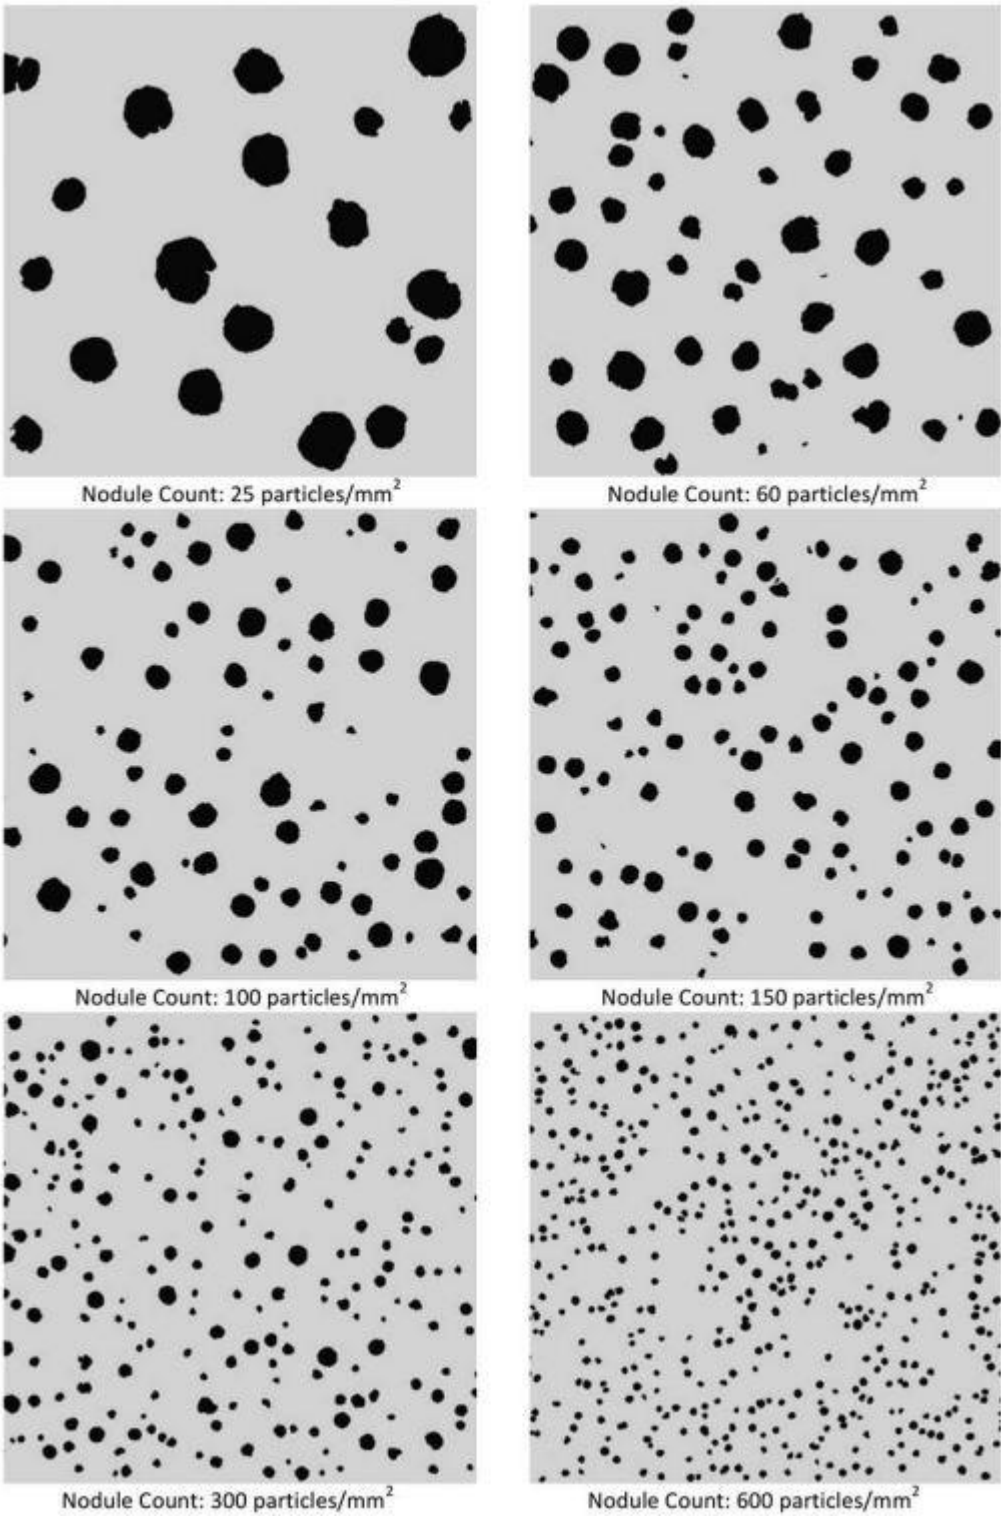 Nodule Count: 25 particles/mm²
Nodule Count: 60 particles/mm²
Nodule Count: 100 particles/mm²
Nodule Count: 150 particles/mm²
Nodule Count: 300 particles/mm²
Nodule Count: 600 particles/mm²